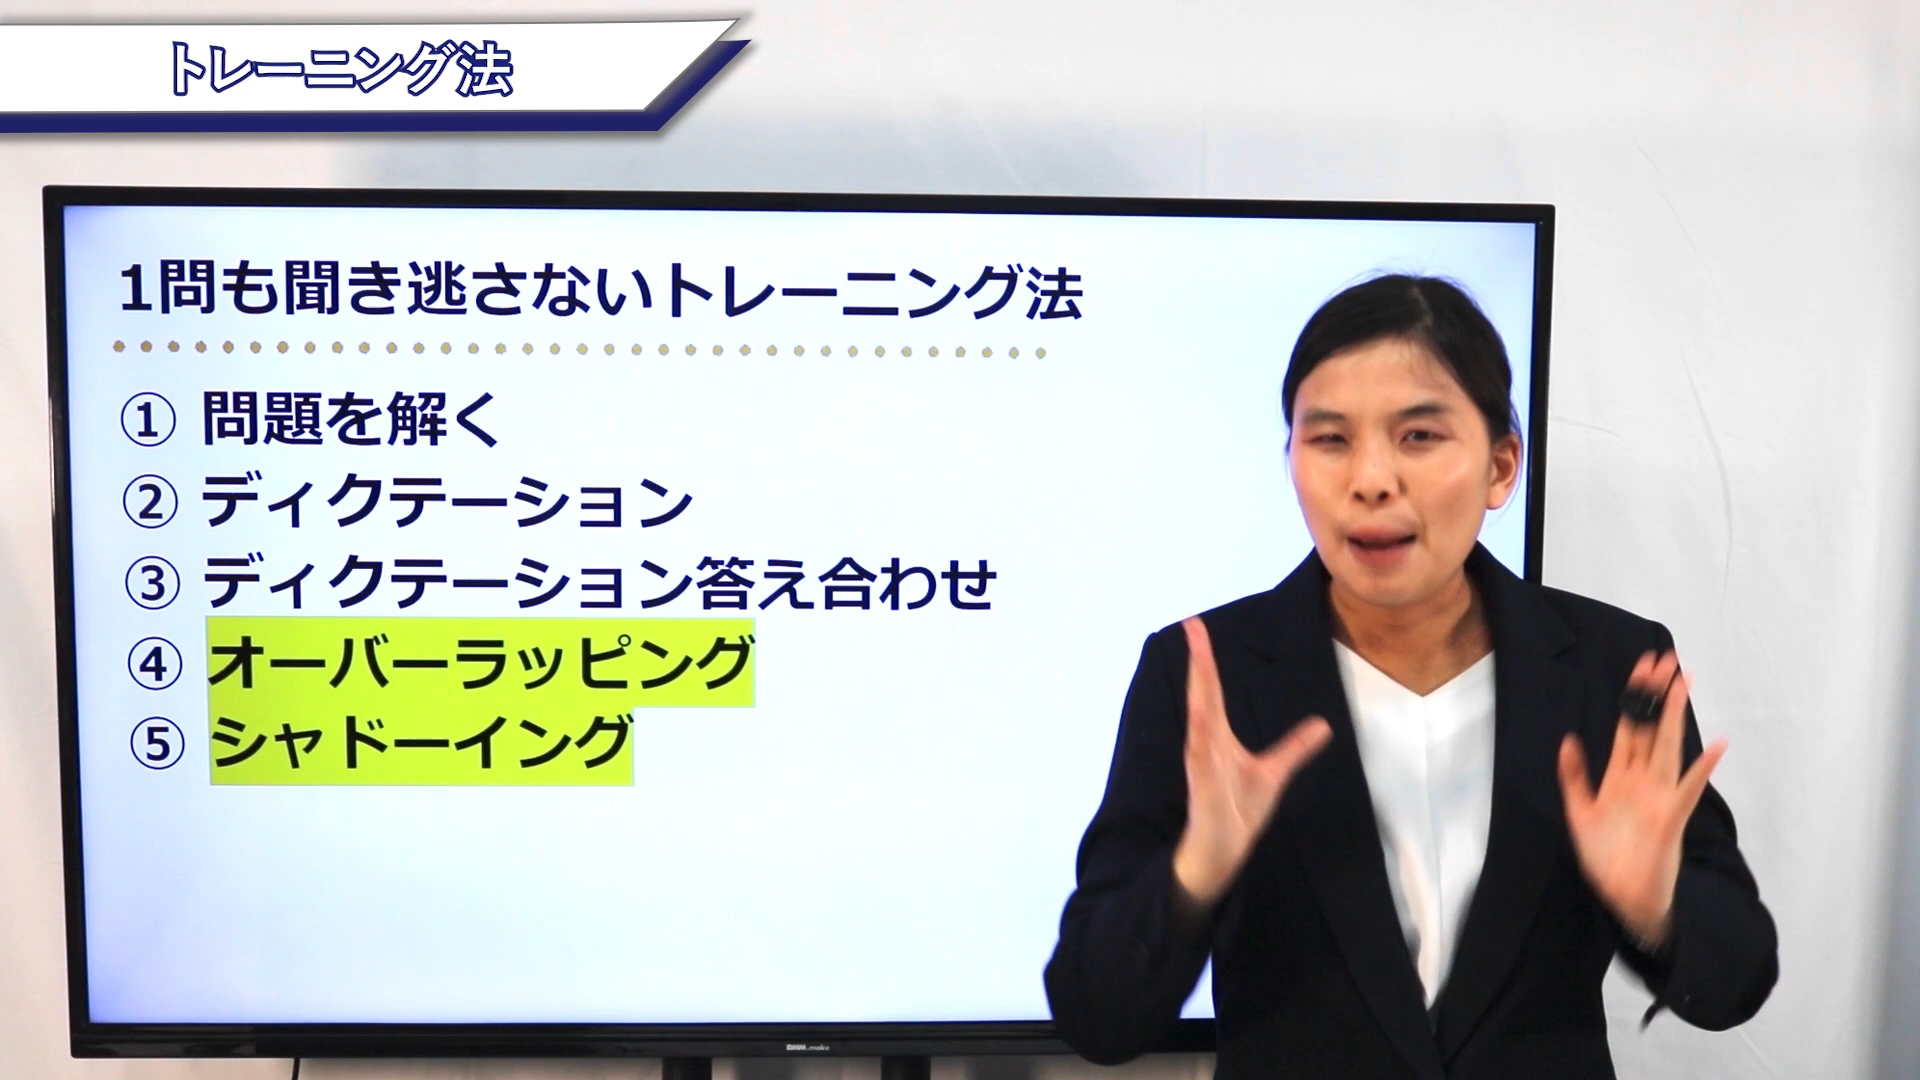 トレーニング法
1問も聞き逃さないトレーニング法
① 問題を解く
② ディクテーション
③ ディクテーション答え合わせ
④ オーバーラッピング
⑤ シャドーイング
DMM.make